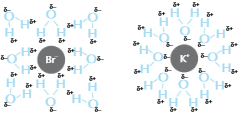 δ– δ– δ–
O O O
H δ+ δ+ H
H H H H
δ+ δ+ δ+ δ+
H δ+ δ+ H
δ– O Br⁻ O δ–
H δ+ δ+ H
δ+ δ+ δ+ δ+
H H H H
H δ+ δ+ H
O O O
δ– δ– δ–
δ+ δ+
δ+ H H δ+
H O H
δ+ H O δ– δ– O H δ+
H O δ– δ– O H
δ+ H K⁺ H δ+
δ+ H O δ– δ– O H δ+
H O O O H
δ+ H H δ+
H H
δ+ δ+